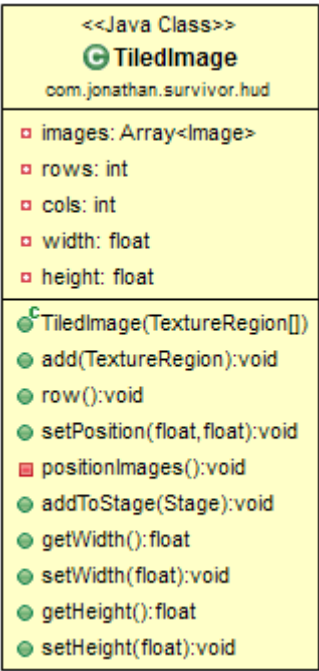 <<Java Class>>
C TiledImage
com.jonathan.survivor.hud
images: Array<Image>
rows: int
cols: int
width: float
height: float
C TiledImage(TextureRegion[])
add(TextureRegion):void
row():void
setPosition(float,float):void
positionImages():void
addToStage(Stage):void
getWidth():float
setWidth(float):void
getHeight():float
setHeight(float):void